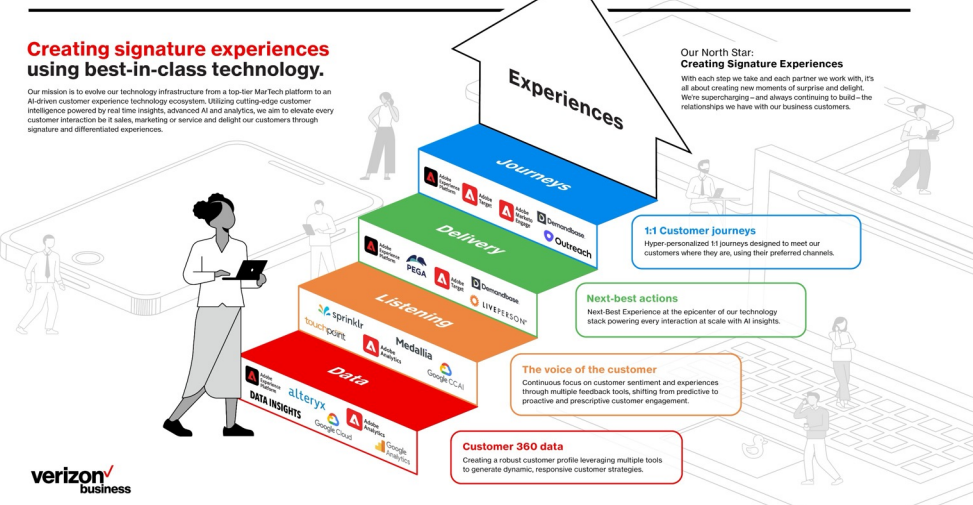 Creating signature experiences
using best-in-class technology.
Our mission is to evolve our technology infrastructure from a top-tier MarTech platform to an
AI-driven customer experience technology ecosystem. Utilizing cutting-edge customer
intelligence powered by real time insights, advanced AI and analytics, we aim to elevate every
customer interaction be it sales, marketing or service and delight our customers through
signature and differentiated experiences.
Our North Star:
Creating Signature Experiences
With each step we take and each partner we work with, it's
all about creating new moments of surprise and delight.
We're supercharging—and always continuing to build—the
relationships we have with our business customers.
Experiences
Journeys
Adobe
Experience
Platform
Adobe
Target
Adobe
Marketo
Engage
Demandbase
Outreach
1:1 Customer journeys
Hyper-personalized 1:1 journeys designed to meet our
customers where they are, using their preferred channels.
Delivery
Adobe
Experience
Platform
PEGA
Adobe
Target
Demandbase
LIVEPERSON
Next-best actions
Next-Best Experience at the epicenter of our technology
stack powering every interaction at scale with AI insights.
Listening
sprinklr
touchpoint
Adobe
Analytics
Medallia
Google CCAI
The voice of the customer
Continuous focus on customer sentiment and experiences
through multiple feedback tools, shifting from predictive to
proactive and prescriptive customer engagement.
Data
Adobe
Experience
Platform
alteryx
DATA INSIGHTS
Google Cloud
Adobe
Analytics
Google
Analytics
Customer 360 data
Creating a robust customer profile leveraging multiple tools
to generate dynamic, responsive customer strategies.
verizon
business